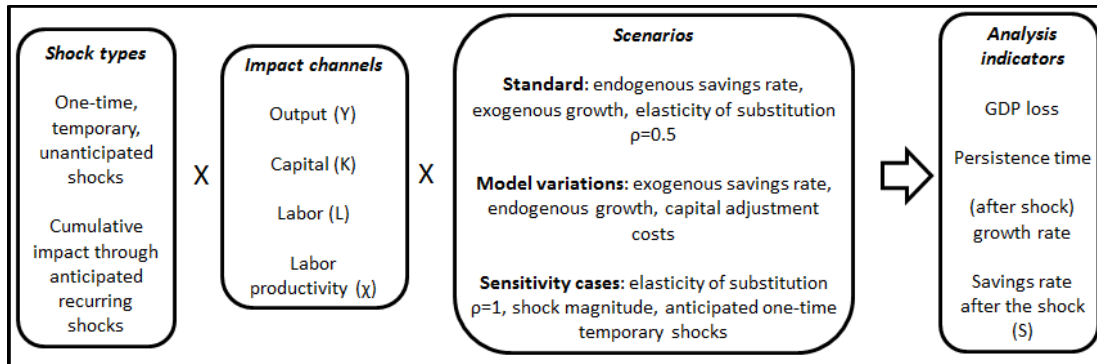 Shock types
One-time,
temporary,
unanticipated
shocks
Cumulative
impact through
anticipated
recurring
shocks
X
Impact channels
Output (Y)
Capital (K)
Labor (L)
Labor
productivity (χ)
X
Scenarios
Standard: endogenous savings rate,
exogenous growth, elasticity of substitution
ρ=0.5
Model variations: exogenous savings rate,
endogenous growth, capital adjustment
costs
Sensitivity cases: elasticity of substitution
ρ=1, shock magnitude, anticipated one-time
temporary shocks
Analysis
indicators
GDP loss
Persistence time
(after shock)
growth rate
Savings rate
after the shock
(S)